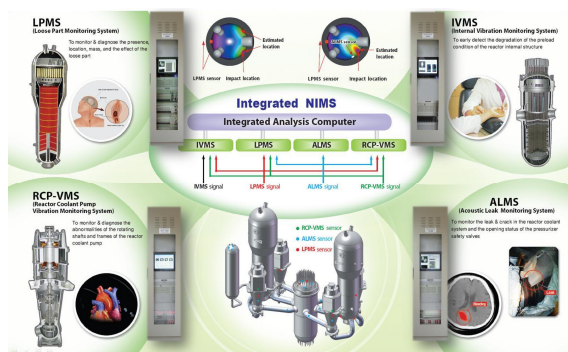 LPMS
(Loose Part Monitoring System)
To monitor & diagnose the presence,
location, mass, and the effect of the
loose part
Estimated
location
LPMS sensor
Impact location
ALMS sensor
Estimated
location
LPMS sensor
Impact location
IVMS
(Internal Vibration Monitoring System)
To early detect the degradation of the preload
condition of the reactor internal structure
Integrated NIMS
Integrated Analysis Computer
IVMS
LPMS
ALMS
RCP-VMS
IVMS signal
LPMS signal
ALMS signal
RCP-VMS signal
RCP-VMS
(Reactor Coolant Pump
Vibration Monitoring System)
To monitor & diagnose the
abnormalities of the rotating
shafts and frames of the reactor
coolant pump
RCP-VMS sensor
ALMS sensor
LPMS sensor
ALMS
(Acoustic Leak Monitoring System)
To monitor the leak & crack in the reactor coolant
system and the opening status of the pressurizer
safety valves
Bleeding
Leak